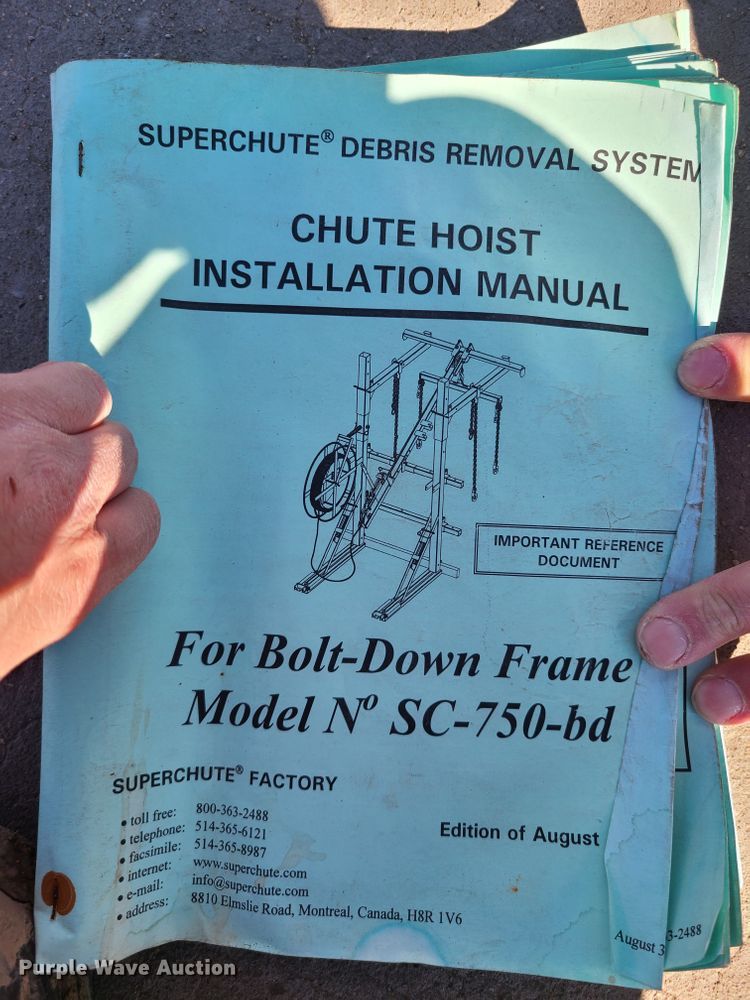 SUPERCHUTE® DEBRIS REMOVAL SYSTEM
CHUTE HOIST
INSTALLATION MANUAL
IMPORTANT REFERENCE
DOCUMENT
For Bolt-Down Frame
Model Nº SC-750-bd
SUPERCHUTE® FACTORY
• toll free: 800-363-2488
• telephone: 514-365-6121
• facsimile: 514-365-8987
• internet: www.superchute.com
• e-mail: info@superchute.com
• address: 8810 Elmslie Road, Montreal, Canada, H8R 1V6
Edition of August
August 3
3-2488
Purple Wave Auction